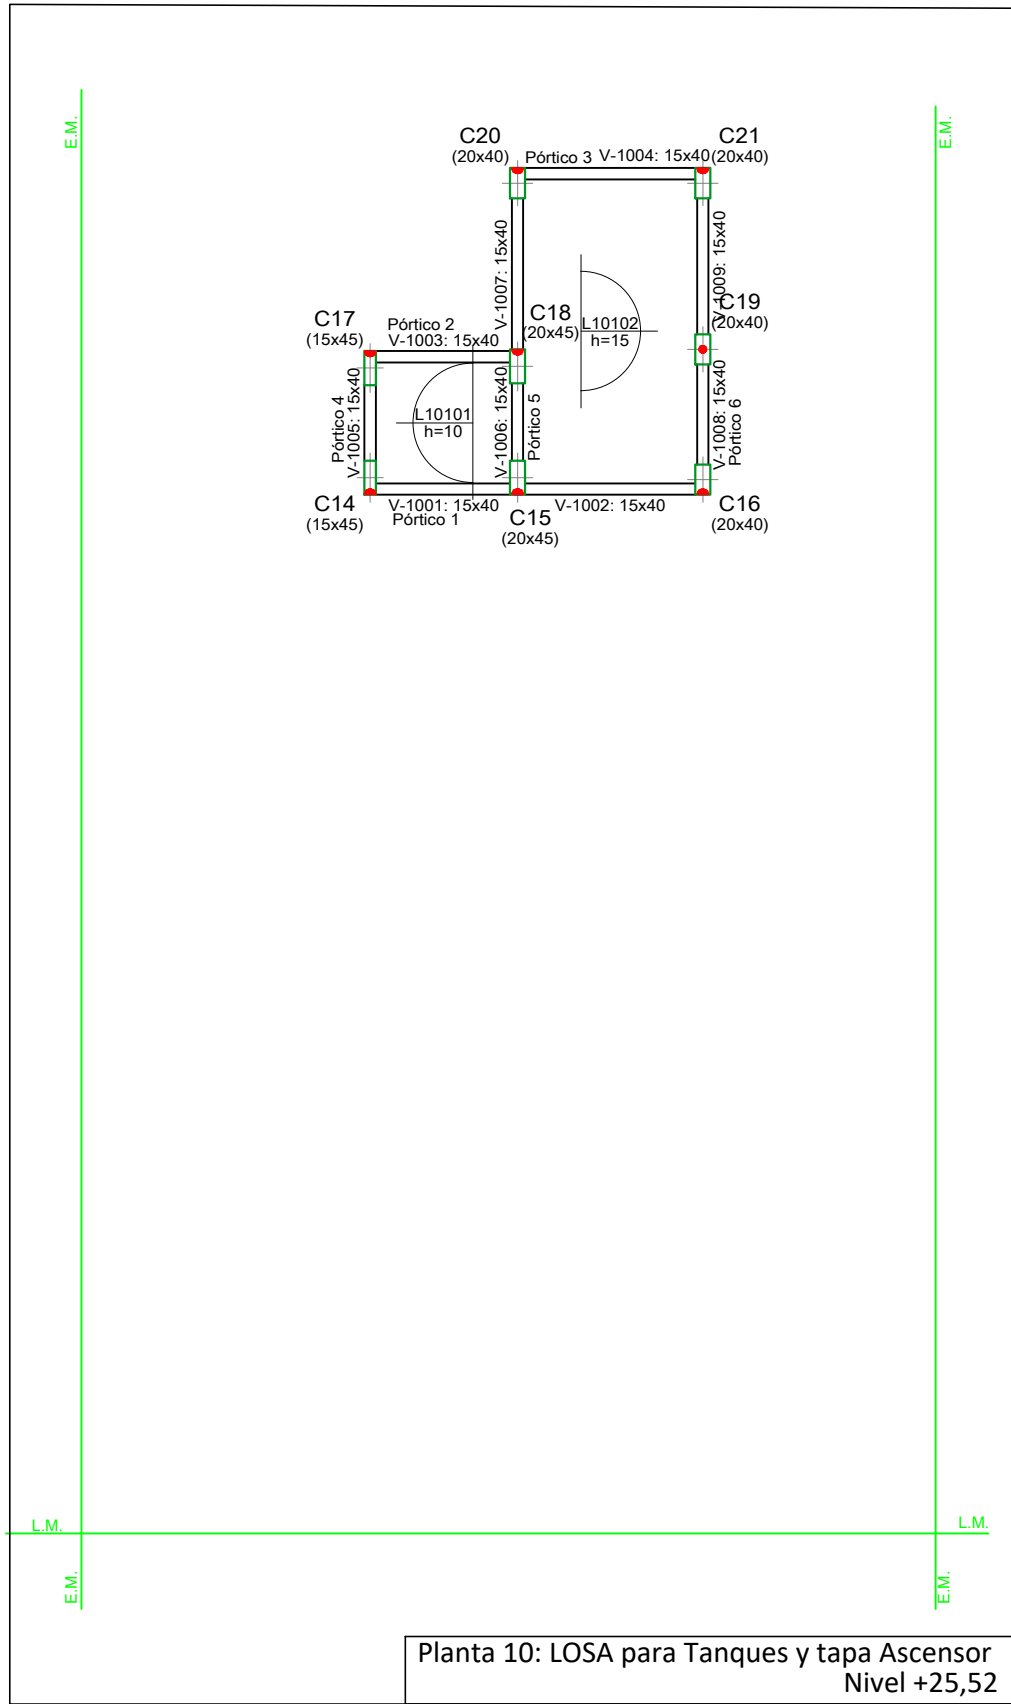 E.M.
E.M.
C20
(20x40)
Pórtico 3
V-1004: 15x40
C21
(20x40)
V-1007: 15x40
V-1009: 15x40
C19
(20x40)
C18
(20x45)
L10102
h=15
C17
(15x45)
Pórtico 2
V-1003: 15x40
Pórtico 4
V-1005: 15x40
L10101
h=10
V-1006: 15x40
Pórtico 5
V-1008: 15x40
Pórtico 6
C14
(15x45)
V-1001: 15x40
Pórtico 1
C15
(20x45)
V-1002: 15x40
C16
(20x40)
L.M.
L.M.
E.M.
E.M.
Planta 10: LOSA para Tanques y tapa Ascensor
Nivel +25,52